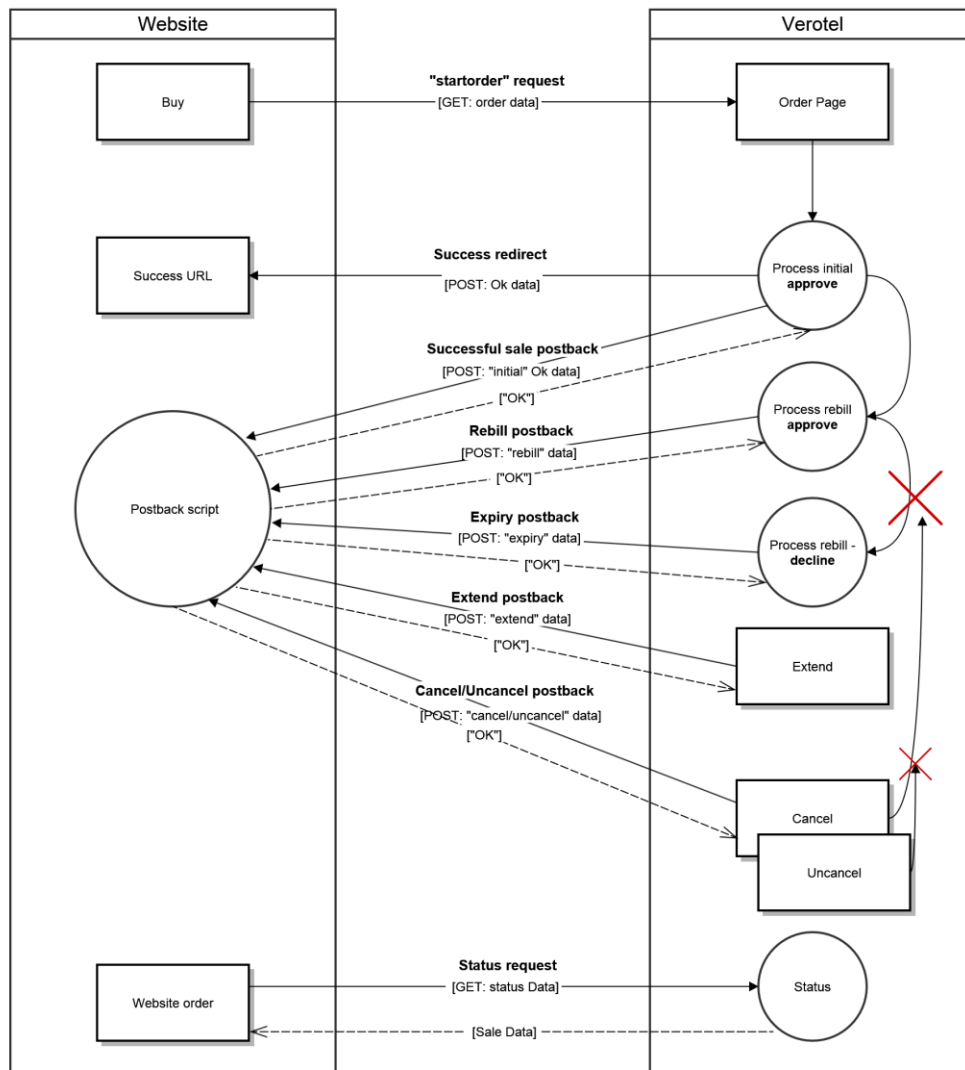 Website
Verotel
"startorder" request
Buy
[GET: order data]
Order Page
Success redirect
Success URL
[POST: Ok data]
Process initial
approve
Successful sale postback
[POST: "initial" Ok data]
["OK"]
Process rebill
approve
Rebill postback
[POST: "rebill" data]
["OK"]
Postback script
Expiry postback
[POST: "expiry" data]
["OK"]
Process rebill -
decline
Extend postback
[POST: "extend" data]
["OK"]
Extend
Cancel/Uncancel postback
[POST: "cancel/uncancel" data]
["OK"]
Cancel
Uncancel
Status request
Website order
[GET: status Data]
Status
[Sale Data]